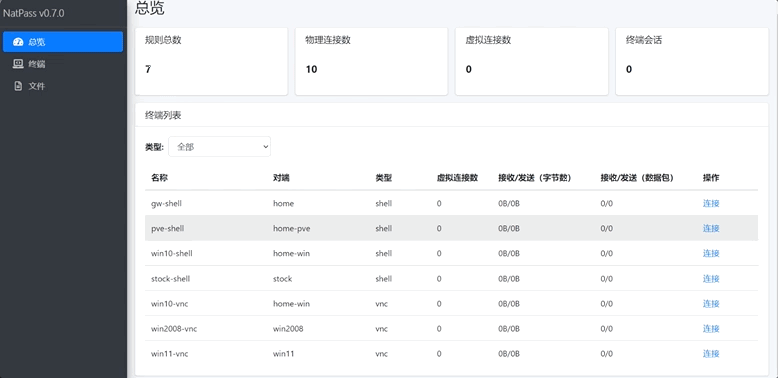 NatPass v0.7.0
总览
终端
文件
总览
规则总数 物理连接数 虚拟连接数 终端会话
7 10 0 0
终端列表
类型: 全部
名称 对端 类型 虚拟连接数 接收/发送（字节数） 接收/发送（数据包） 操作
gw-shell home shell 0 0B/0B 0/0 连接
pve-shell home-pve shell 0 0B/0B 0/0 连接
win10-shell home-win shell 0 0B/0B 0/0 连接
stock-shell stock shell 0 0B/0B 0/0 连接
win10-vnc home-win vnc 0 0B/0B 0/0 连接
win2008-vnc win2008 vnc 0 0B/0B 0/0 连接
win11-vnc win11 vnc 0 0B/0B 0/0 连接